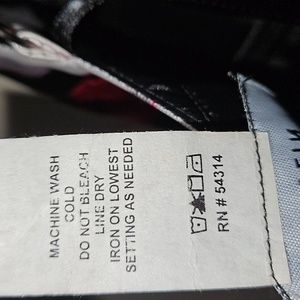 MACHINE WASH
COLD
DO NOT BLEACH
LINE DRY
IRON ON LOWEST
SETTING AS NEEDED
RN # 54314